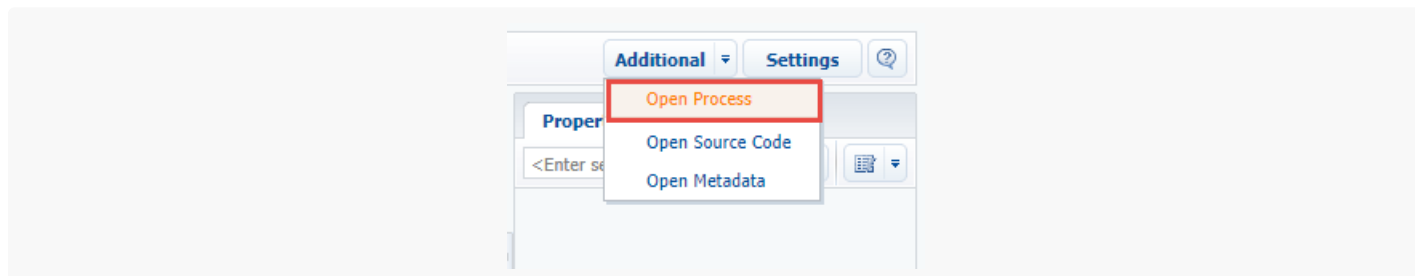 Additional Settings
Open Process
Proper
Open Source Code
<Enter se
Open Metadata